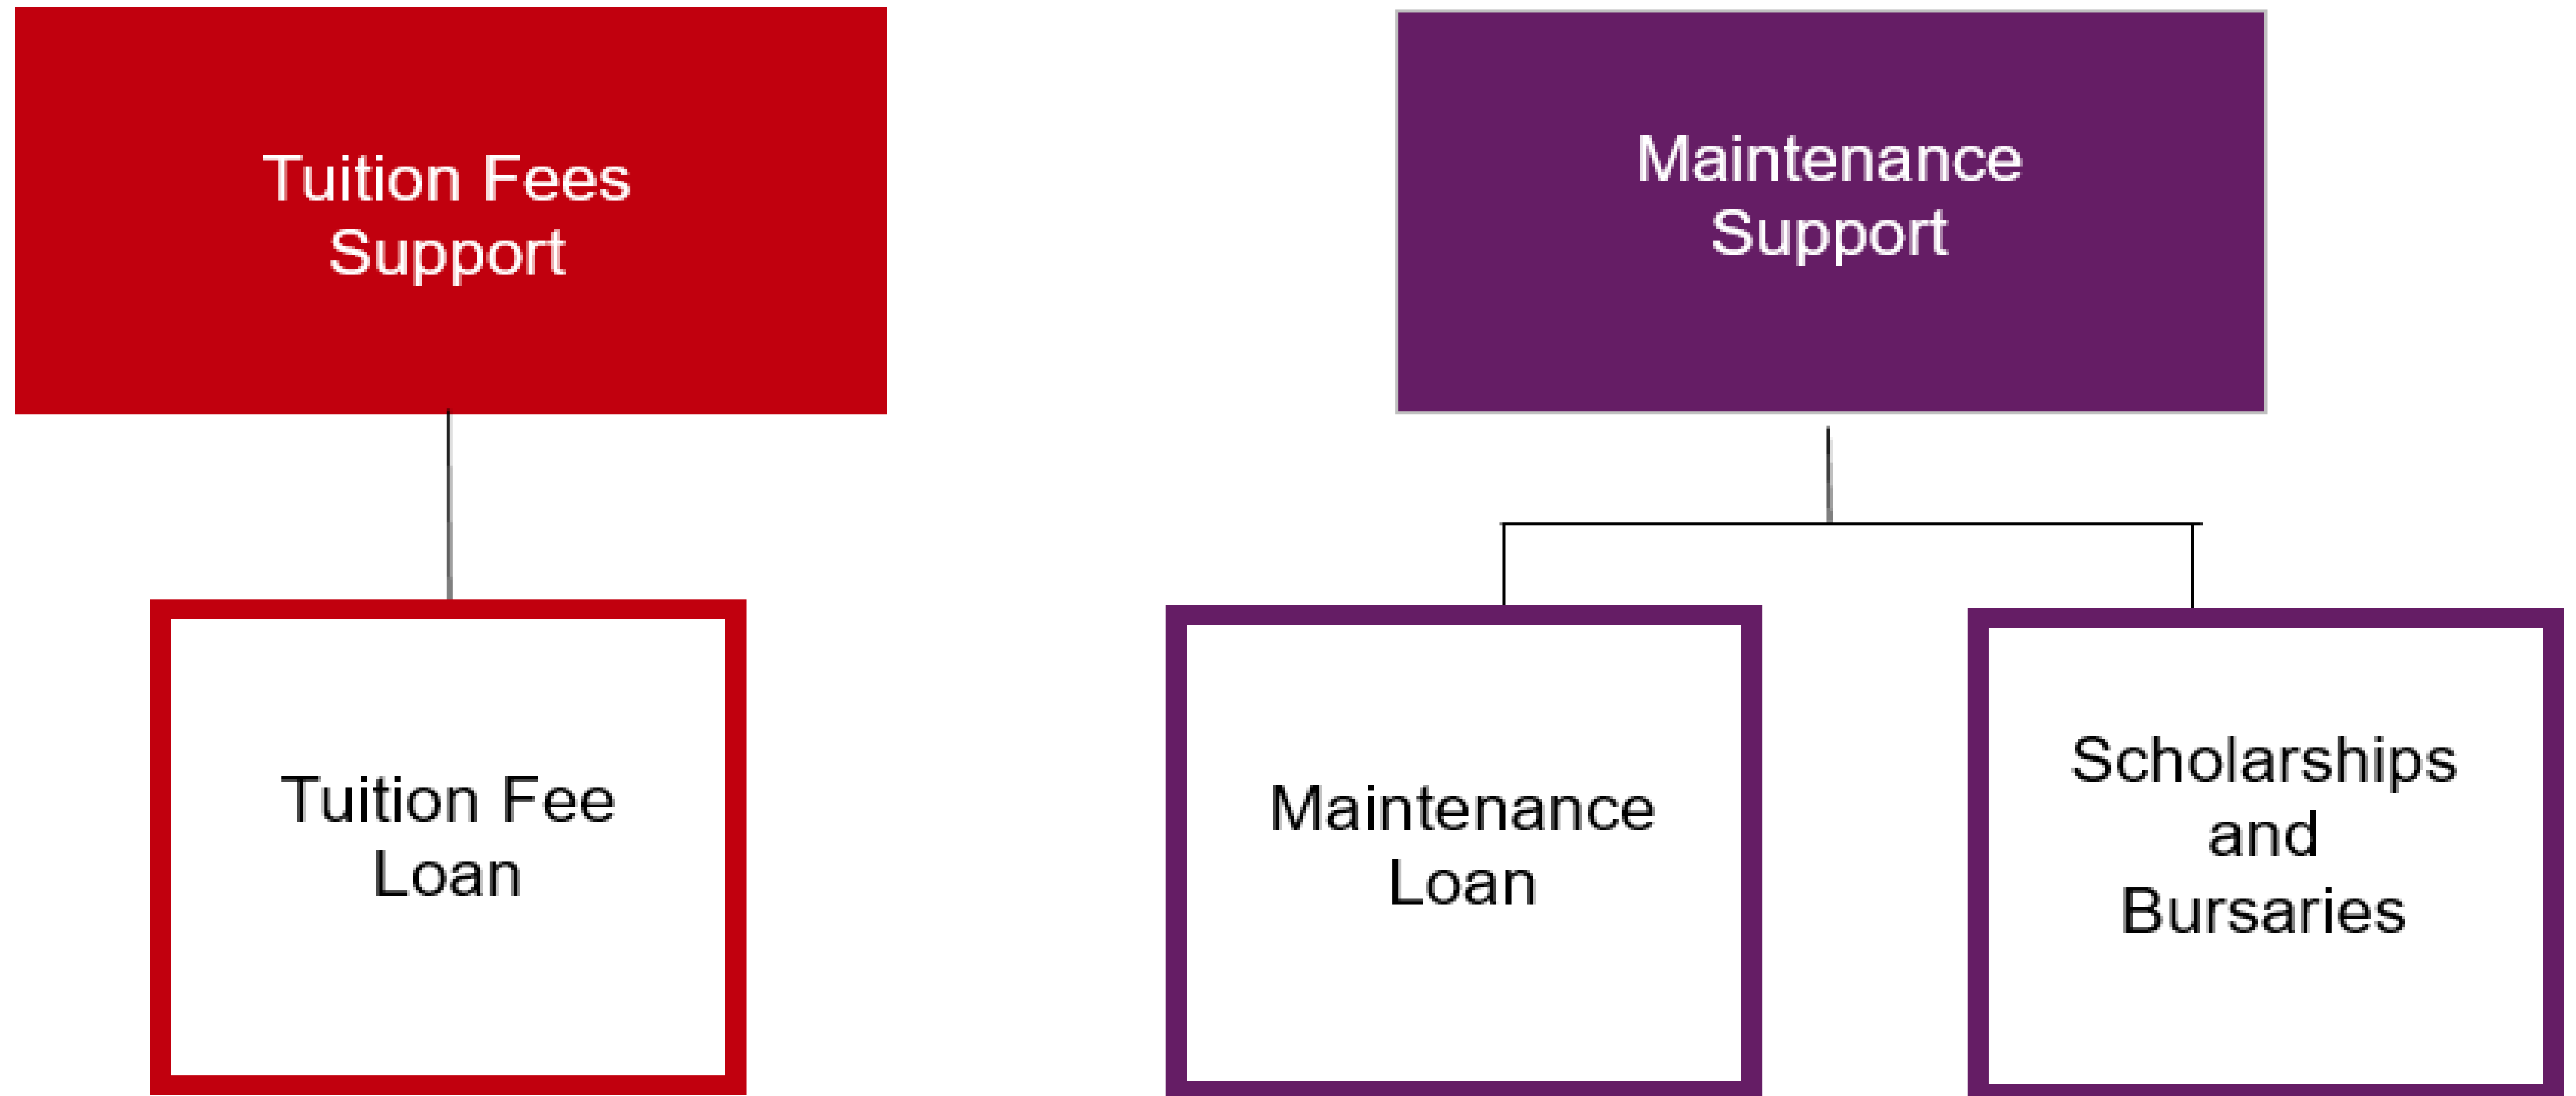 Tuition Fees
Support
Maintenance
Support
Tuition Fee
Loan
Maintenance
Loan
Scholarships
and
Bursaries